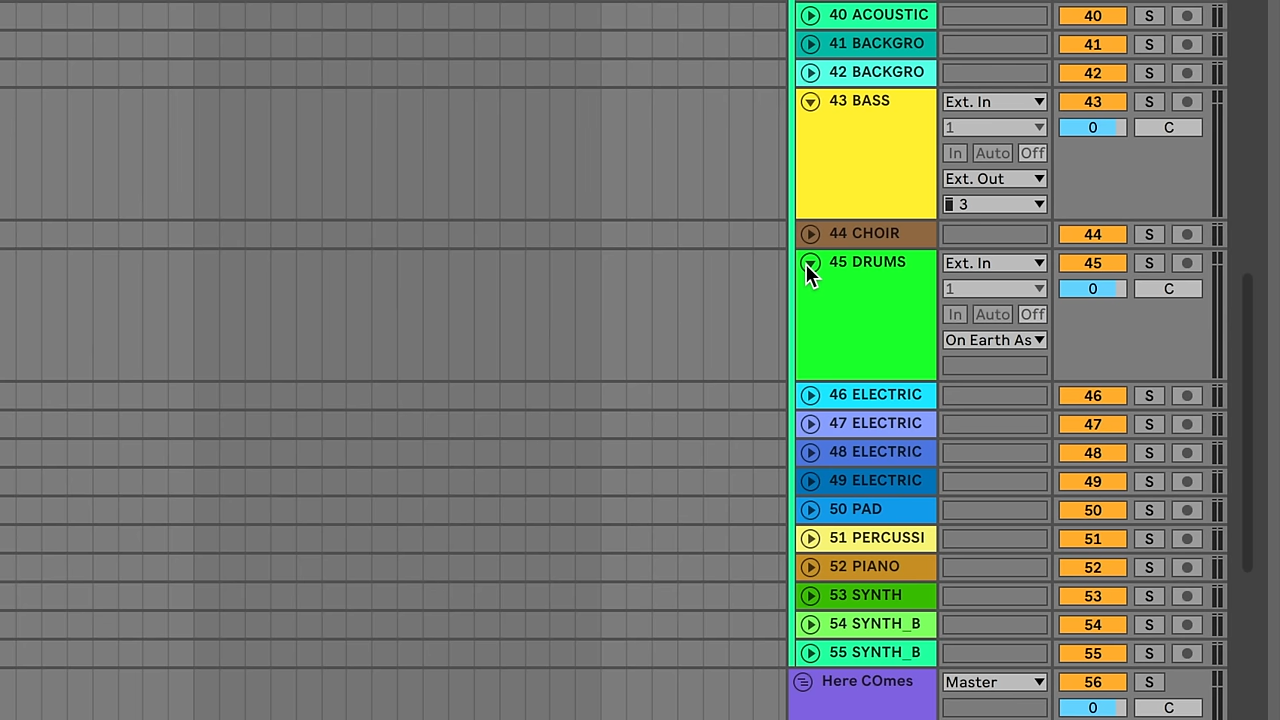 40 ACOUSTIC 40 S
41 BACKGRO 41 S
42 BACKGRO 42 S
43 BASS Ext. In 43 S
1 0 C
In Auto Off
Ext. Out
3
44 CHOIR 44 S
45 DRUMS Ext. In 45 S
1 0 C
In Auto Off
On Earth As
46 ELECTRIC 46 S
47 ELECTRIC 47 S
48 ELECTRIC 48 S
49 ELECTRIC 49 S
50 PAD 50 S
51 PERCUSSI 51 S
52 PIANO 52 S
53 SYNTH 53 S
54 SYNTH_B 54 S
55 SYNTH_B 55 S
Here COmes Master 56 S
0 C